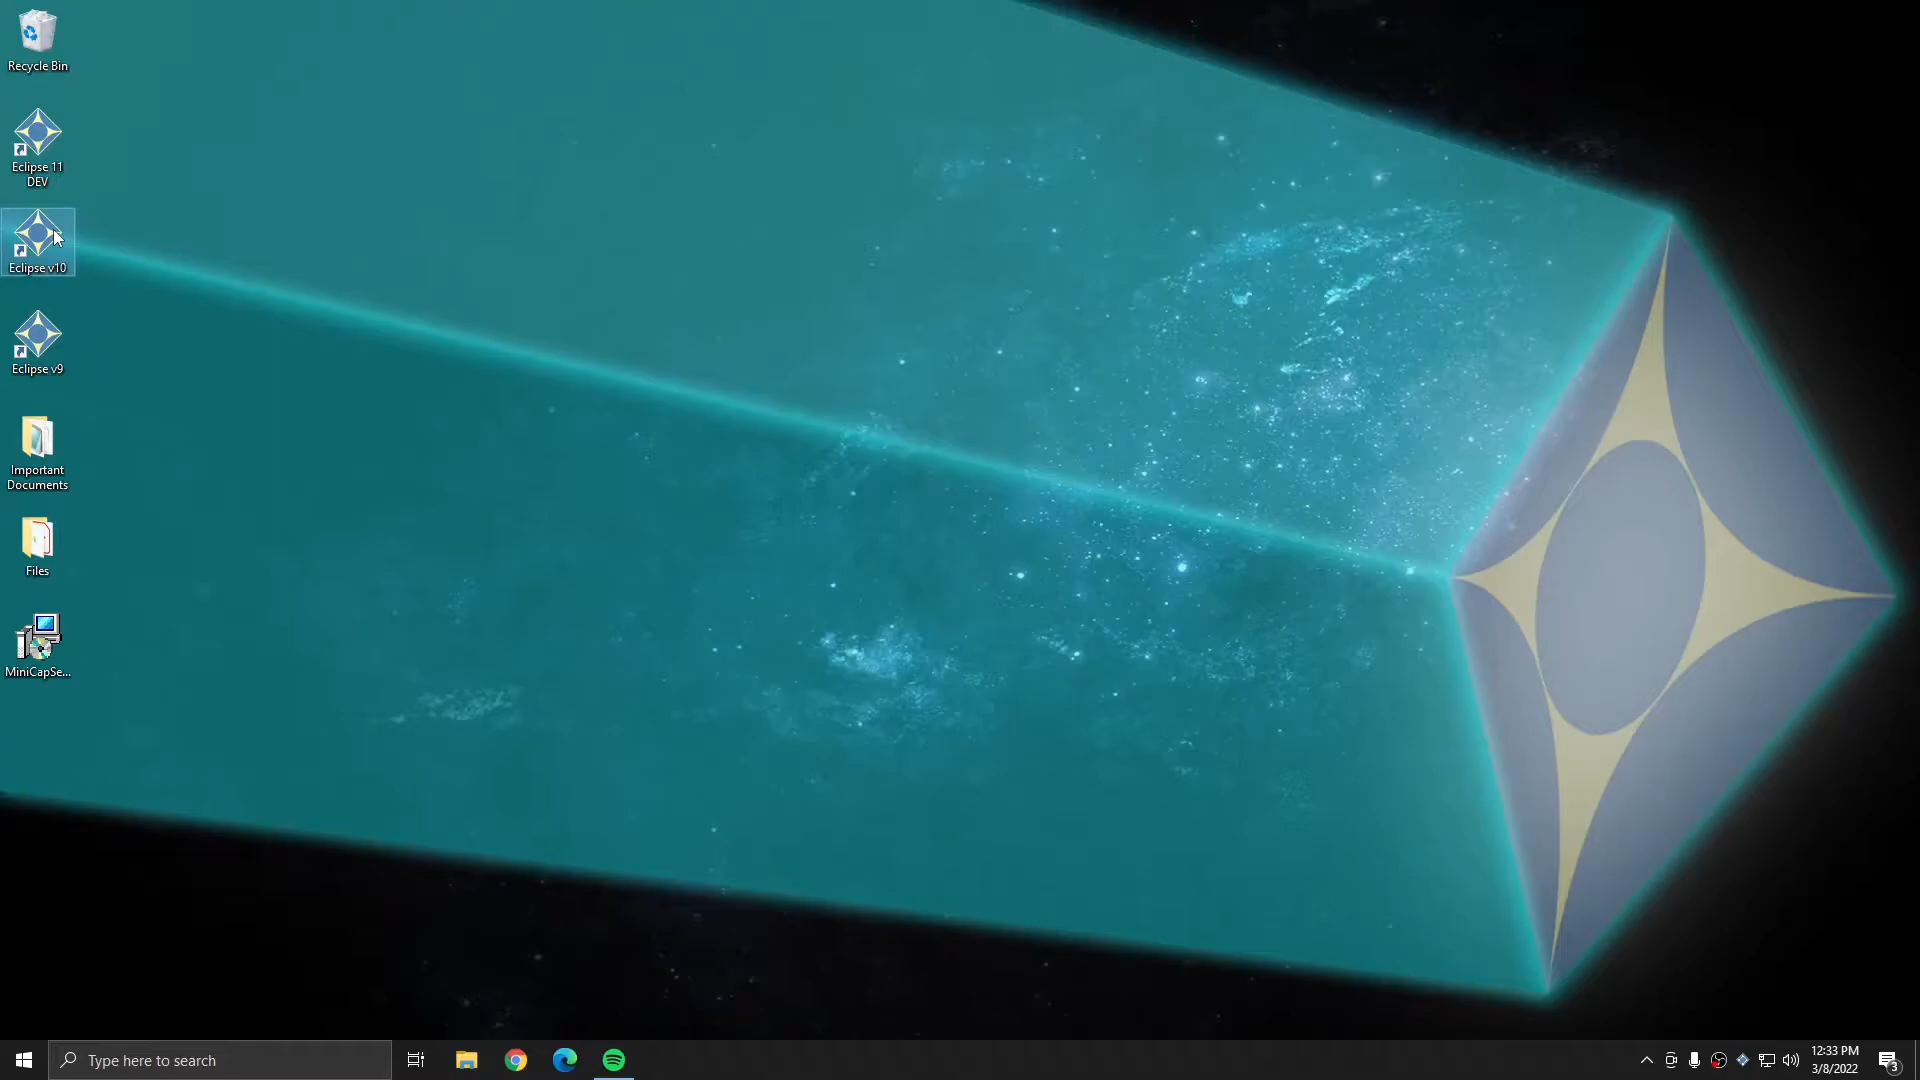 Recycle Bin
Eclipse 11
DEV
Eclipse v10
Eclipse v9
Important
Documents
Files
MiniCapSe...
Type here to search
12:33 PM
3/8/2022
3